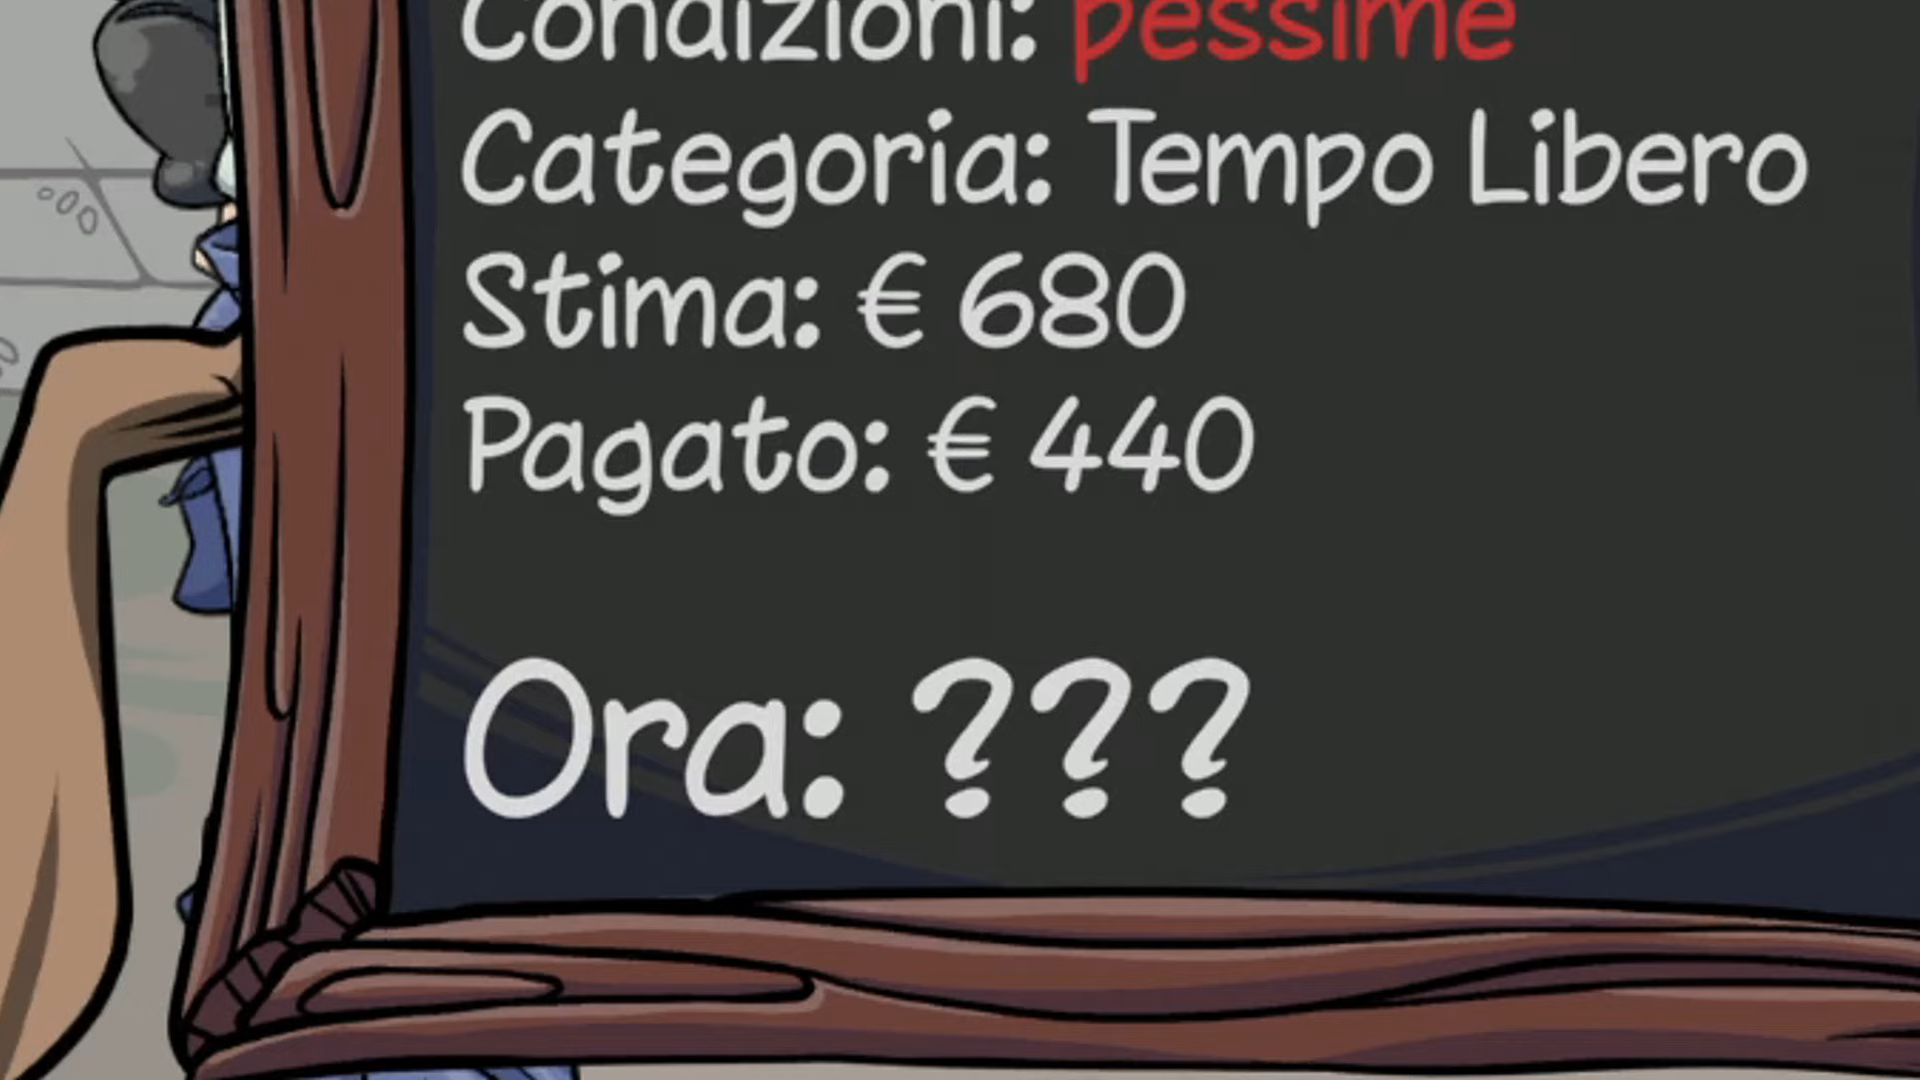 Condizioni: pessime
Categoria: Tempo Libero
Stima: € 680
Pagato: € 440
Ora: ???